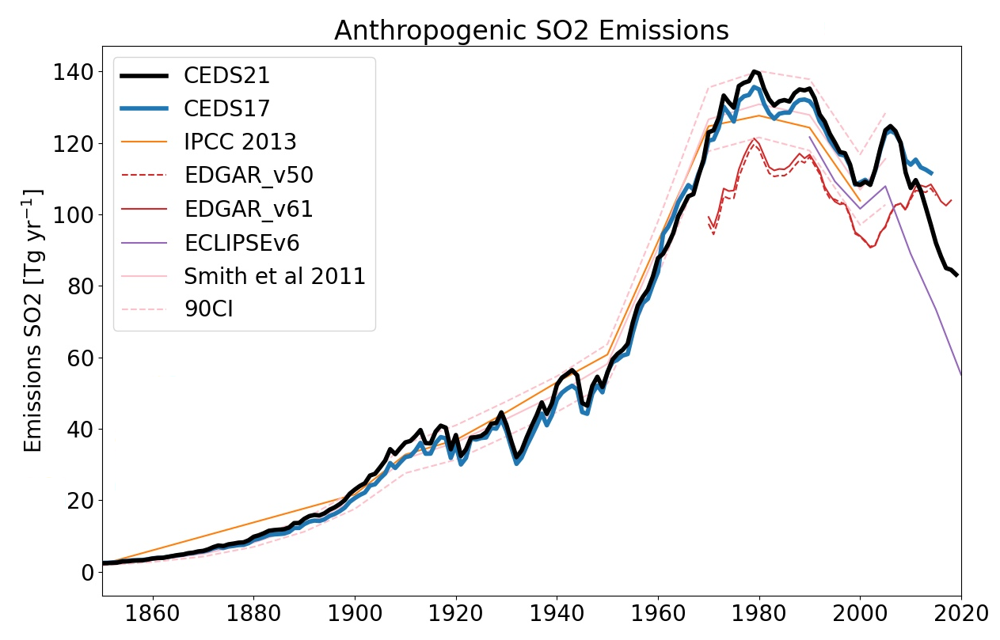 Anthropogenic SO2 Emissions
Emissions SO2 [Tg yr⁻¹]
140
120
100
80
60
40
20
0
CEDS21
CEDS17
IPCC 2013
EDGAR_v50
EDGAR_v61
ECLIPSEv6
Smith et al 2011
90CI
1860 1880 1900 1920 1940 1960 1980 2000 2020